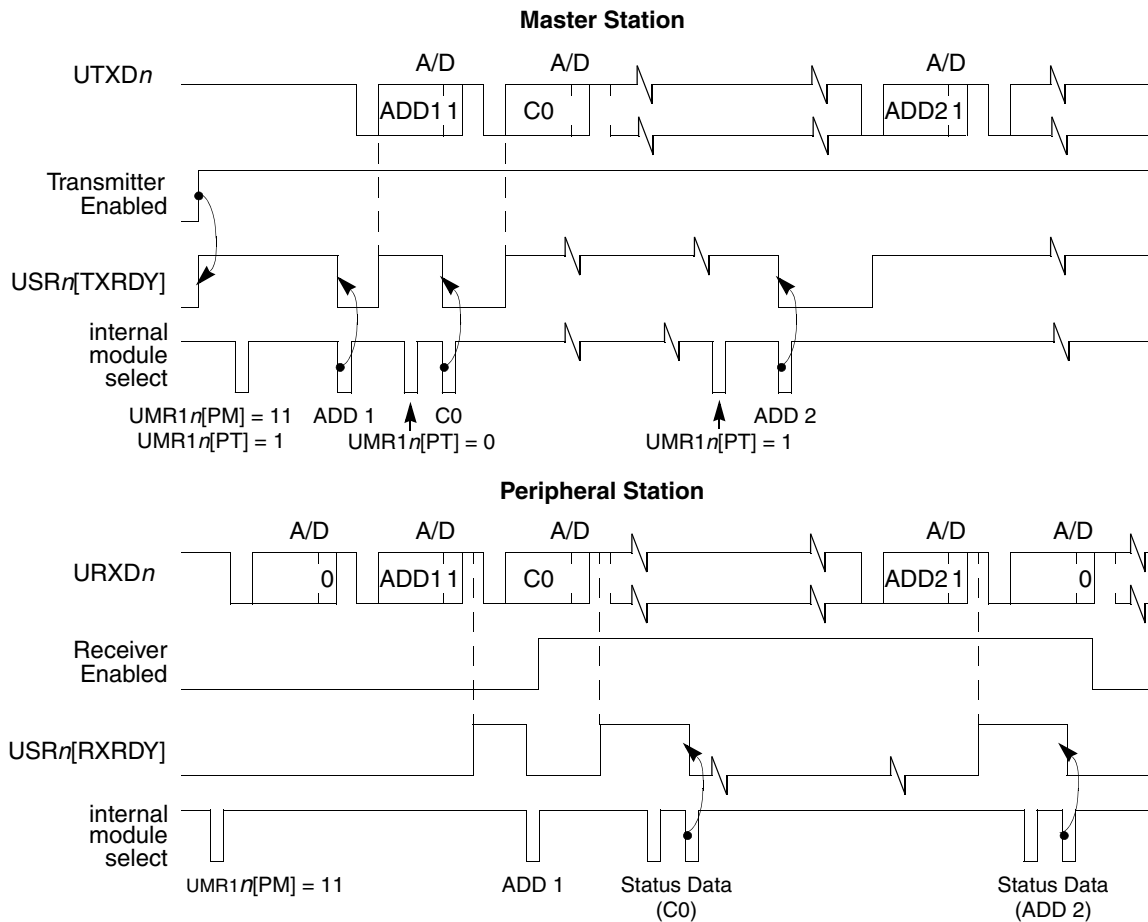 Master Station
A/D A/D A/D
UTXDn
ADD1 1 C0 ADD2 1
Transmitter
Enabled
USRn[TXRDY]
internal
module
select
UMR1n[PM] = 11 ADD 1 C0 ADD 2
UMR1n[PT] = 1 UMR1n[PT] = 0 UMR1n[PT] = 1
Peripheral Station
A/D A/D A/D A/D A/D
URXDn
0 ADD1 1 C0 ADD2 1 0
Receiver
Enabled
USRn[RXRDY]
internal
module
select
UMR1n[PM] = 11 ADD 1 Status Data Status Data
(C0) (ADD 2)